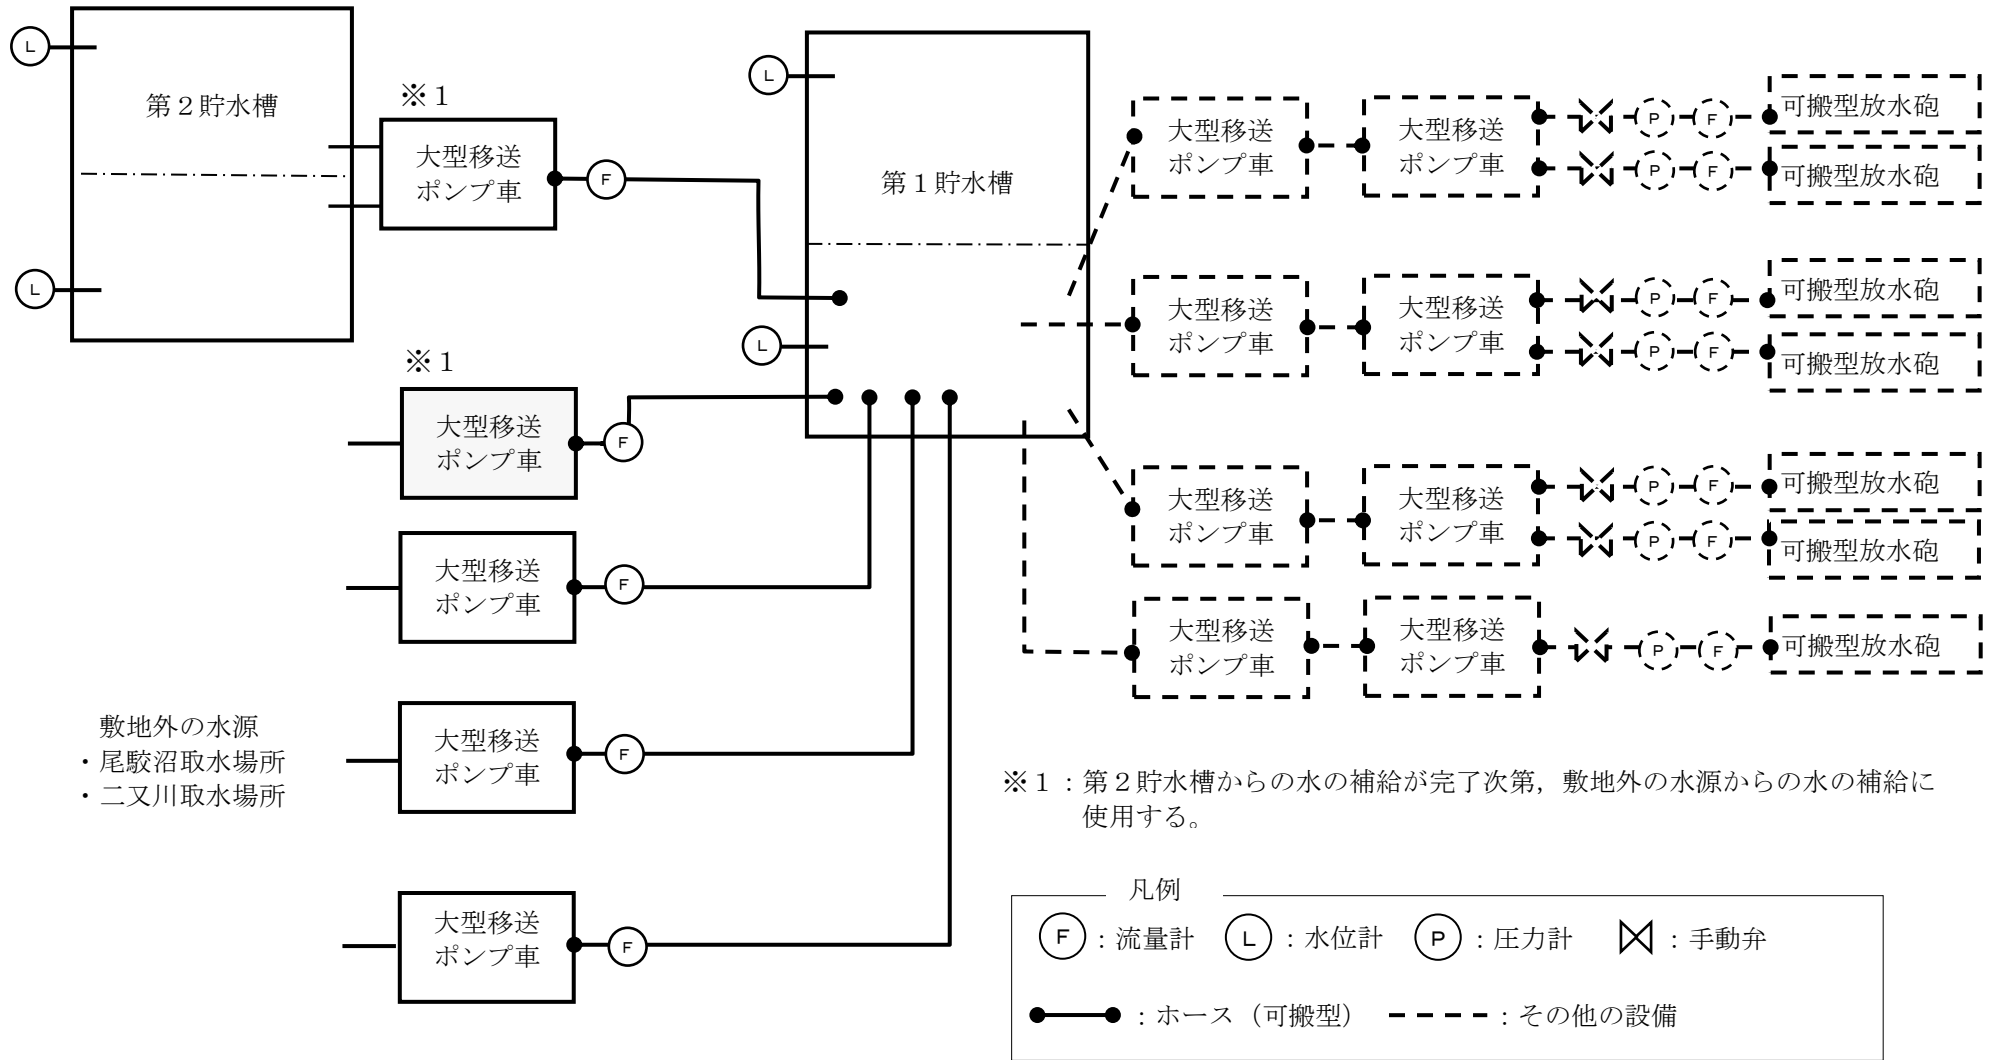 L
第２貯水槽
L
※１
大型移送
ポンプ車
F
L
第１貯水槽
L
※１
大型移送
ポンプ車
F
大型移送
ポンプ車
F
大型移送
ポンプ車
F
大型移送
ポンプ車
F
敷地外の水源
・尾駮沼取水場所
・二又川取水場所
大型移送
ポンプ車
大型移送
ポンプ車
P
F
可搬型放水砲
P
F
可搬型放水砲
大型移送
ポンプ車
大型移送
ポンプ車
P
F
可搬型放水砲
P
F
可搬型放水砲
大型移送
ポンプ車
大型移送
ポンプ車
P
F
可搬型放水砲
P
F
可搬型放水砲
大型移送
ポンプ車
大型移送
ポンプ車
P
F
可搬型放水砲
※１：第２貯水槽からの水の補給が完了次第，敷地外の水源からの水の補給に
使用する。
凡例
F：流量計 L：水位計 P：圧力計 ：手動弁
：ホース（可搬型） ：その他の設備